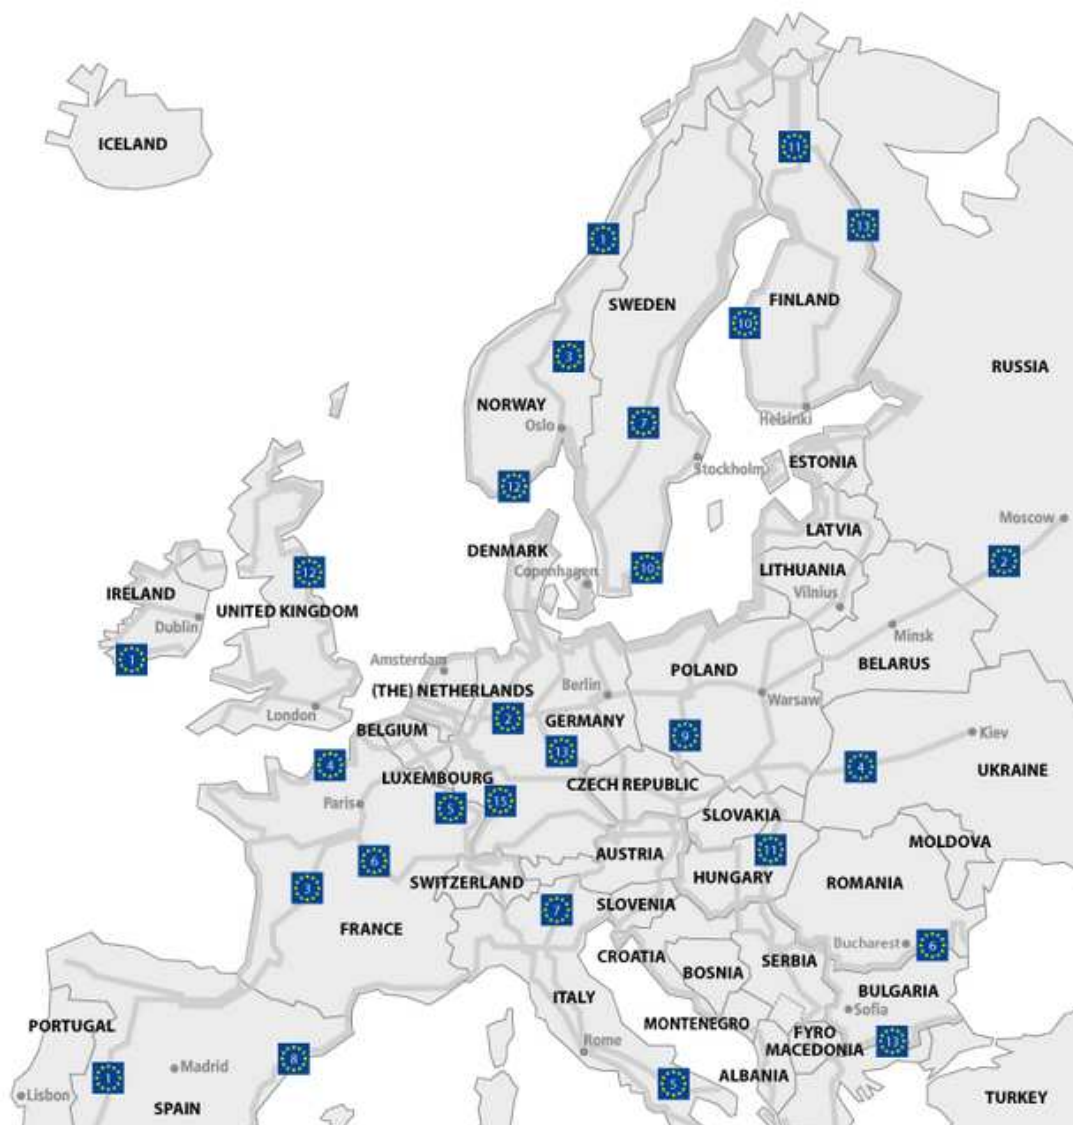 ICELAND
11
1
13
SWEDEN
FINLAND
10
3
RUSSIA
NORWAY
Helsinki
Oslo
7
Stockholm
ESTONIA
12
Moscow
LATVIA
DENMARK
2
12
Copenhagen
10
LITHUANIA
IRELAND
Vilnius
UNITED KINGDOM
Dublin
Minsk
1
Amsterdam
POLAND
BELARUS
(THE) NETHERLANDS
Berlin
Warsaw
London
2
GERMANY
BELGIUM
9
Kiev
13
4
4
UKRAINE
LUXEMBOURG
CZECH REPUBLIC
Paris
5
15
SLOVAKIA
MOLDOVA
11
AUSTRIA
6
HUNGARY
SWITZERLAND
ROMANIA
3
SLOVENIA
7
FRANCE
Bucharest
6
CROATIA
SERBIA
BOSNIA
ITALY
BULGARIA
Sofia
PORTUGAL
MONTENEGRO
FYRO
MACEDONIA
Rome
13
8
Madrid
1
ALBANIA
5
Lisbon
SPAIN
TURKEY